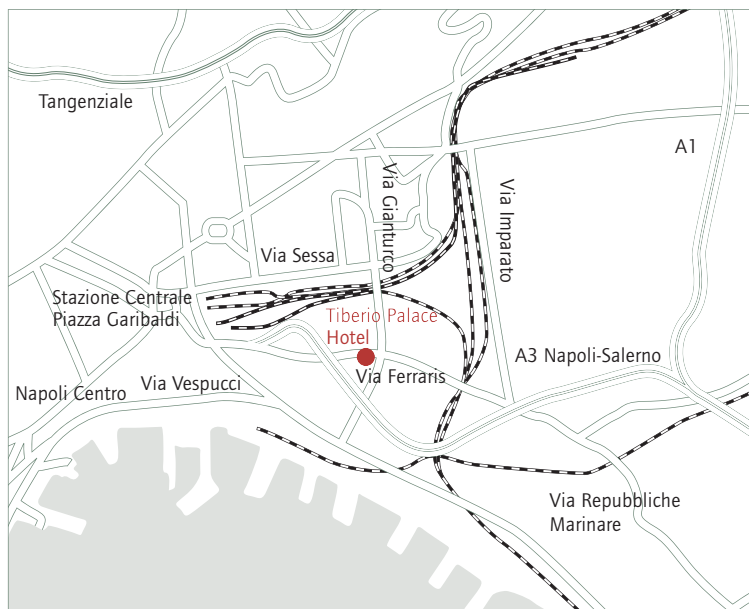 Tangenziale
A1
Via Gianturco
Via Imparato
Via Sessa
Stazione Centrale
Piazza Garibaldi
Tiberio Palace
Hotel
A3 Napoli-Salerno
Via Ferraris
Via Vespucci
Napoli Centro
Via Repubbliche
Marinare